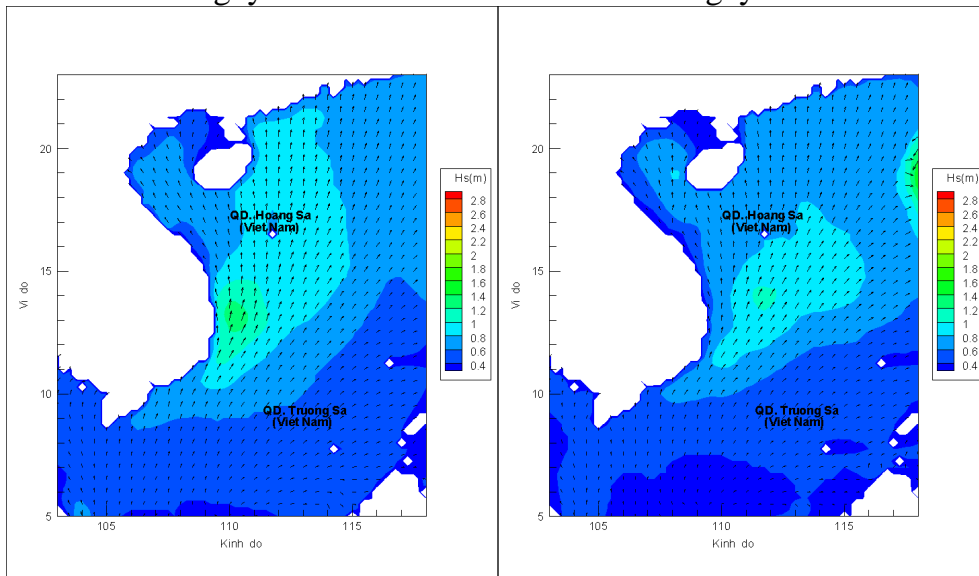 Vi do
20
15
10
5
105
110
115
Kinh do
QD. Hoang Sa
(Viet Nam)
QD. Truong Sa
(Viet Nam)
Hs(m)
2.8
2.6
2.4
2.2
2
1.8
1.6
1.4
1.2
1
0.8
0.6
0.4
Vi do
20
15
10
5
105
110
115
Kinh do
QD. Hoang Sa
(Viet Nam)
QD. Truong Sa
(Viet Nam)
Hs(m)
2.8
2.6
2.4
2.2
2
1.8
1.6
1.4
1.2
1
0.8
0.6
0.4